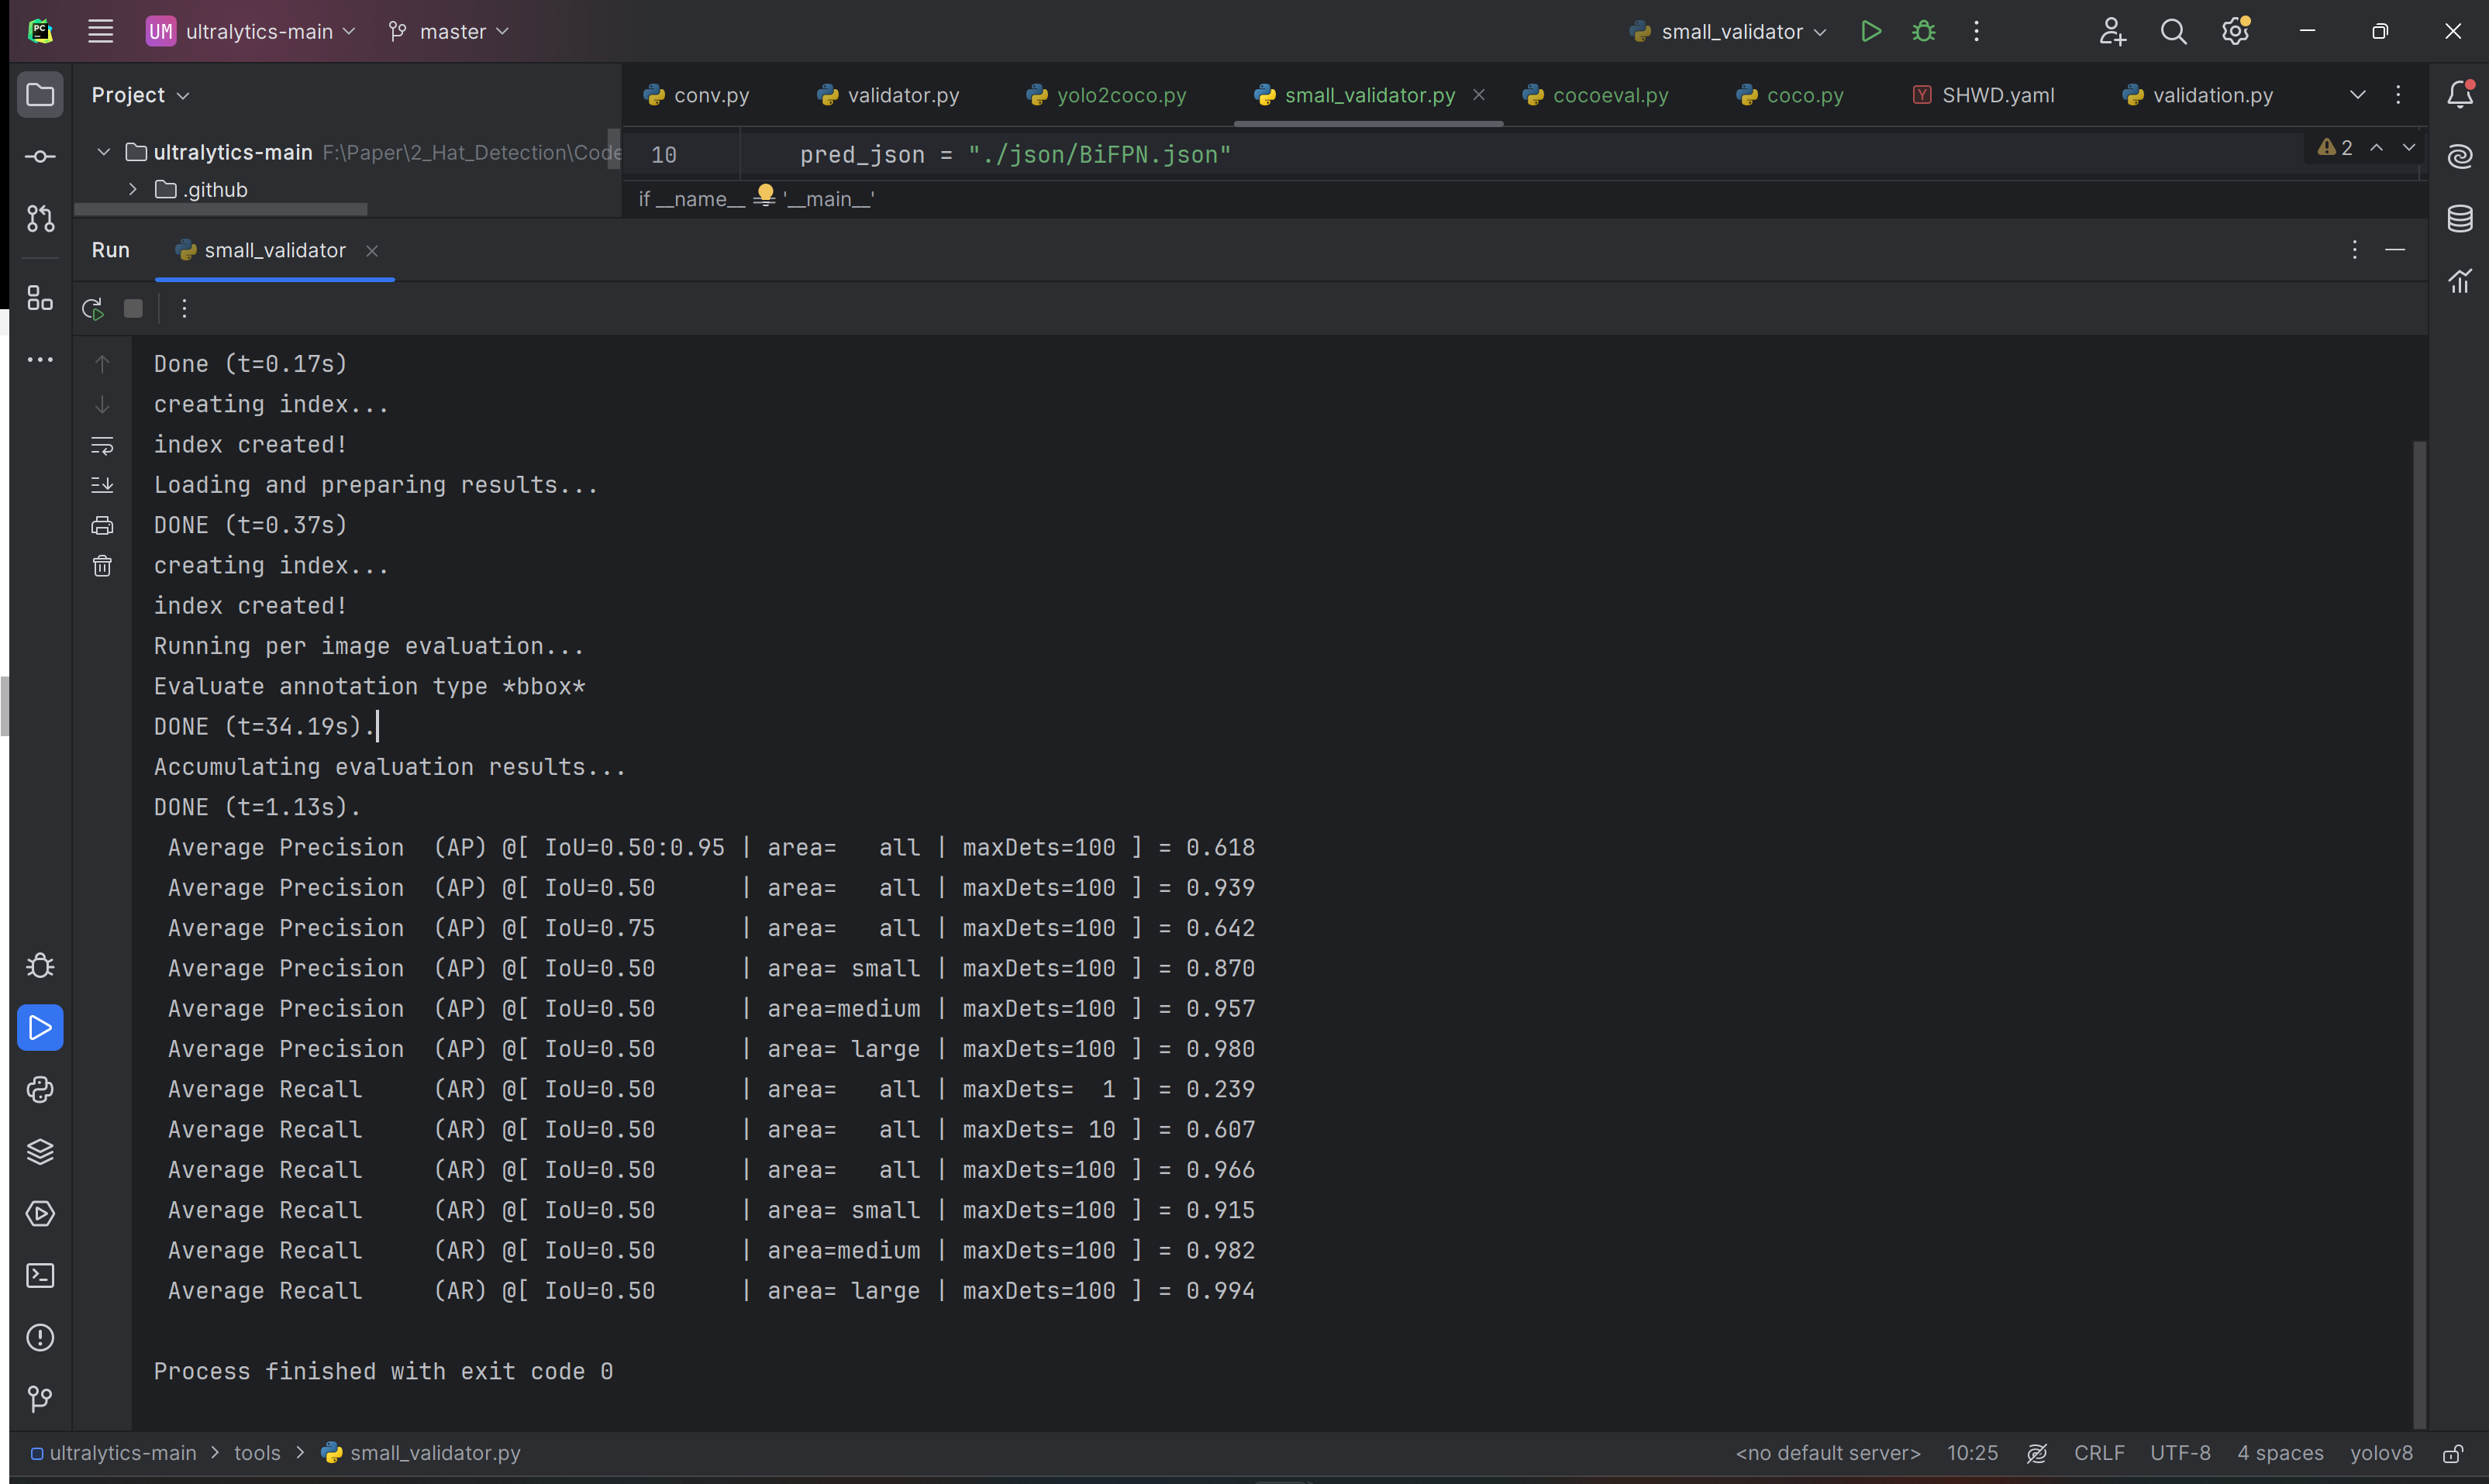 UM ultralytics-main master small_validator
Project
conv.py validator.py yolo2coco.py small_validator.py cocoeval.py coco.py SHWD.yaml validation.py
ultralytics-main F:\Paper\2_Hat_Detection\Code
.github
10 pred_json = "./json/BiFPN.json"
2
if __name__ == '__main__'
Run small_validator
Done (t=0.17s)
creating index...
index created!
Loading and preparing results...
DONE (t=0.37s)
creating index...
index created!
Running per image evaluation...
Evaluate annotation type *bbox*
DONE (t=34.19s).
Accumulating evaluation results...
DONE (t=1.13s).
Average Precision  (AP) @[ IoU=0.50:0.95 | area=   all | maxDets=100 ] = 0.618
Average Precision  (AP) @[ IoU=0.50      | area=   all | maxDets=100 ] = 0.939
Average Precision  (AP) @[ IoU=0.75      | area=   all | maxDets=100 ] = 0.642
Average Precision  (AP) @[ IoU=0.50      | area= small | maxDets=100 ] = 0.870
Average Precision  (AP) @[ IoU=0.50      | area=medium | maxDets=100 ] = 0.957
Average Precision  (AP) @[ IoU=0.50      | area= large | maxDets=100 ] = 0.980
Average Recall     (AR) @[ IoU=0.50      | area=   all | maxDets=  1 ] = 0.239
Average Recall     (AR) @[ IoU=0.50      | area=   all | maxDets= 10 ] = 0.607
Average Recall     (AR) @[ IoU=0.50      | area=   all | maxDets=100 ] = 0.966
Average Recall     (AR) @[ IoU=0.50      | area= small | maxDets=100 ] = 0.915
Average Recall     (AR) @[ IoU=0.50      | area=medium | maxDets=100 ] = 0.982
Average Recall     (AR) @[ IoU=0.50      | area= large | maxDets=100 ] = 0.994
Process finished with exit code 0
ultralytics-main > tools > small_validator.py <no default server> 10:25 CRLF UTF-8 4 spaces yolov8